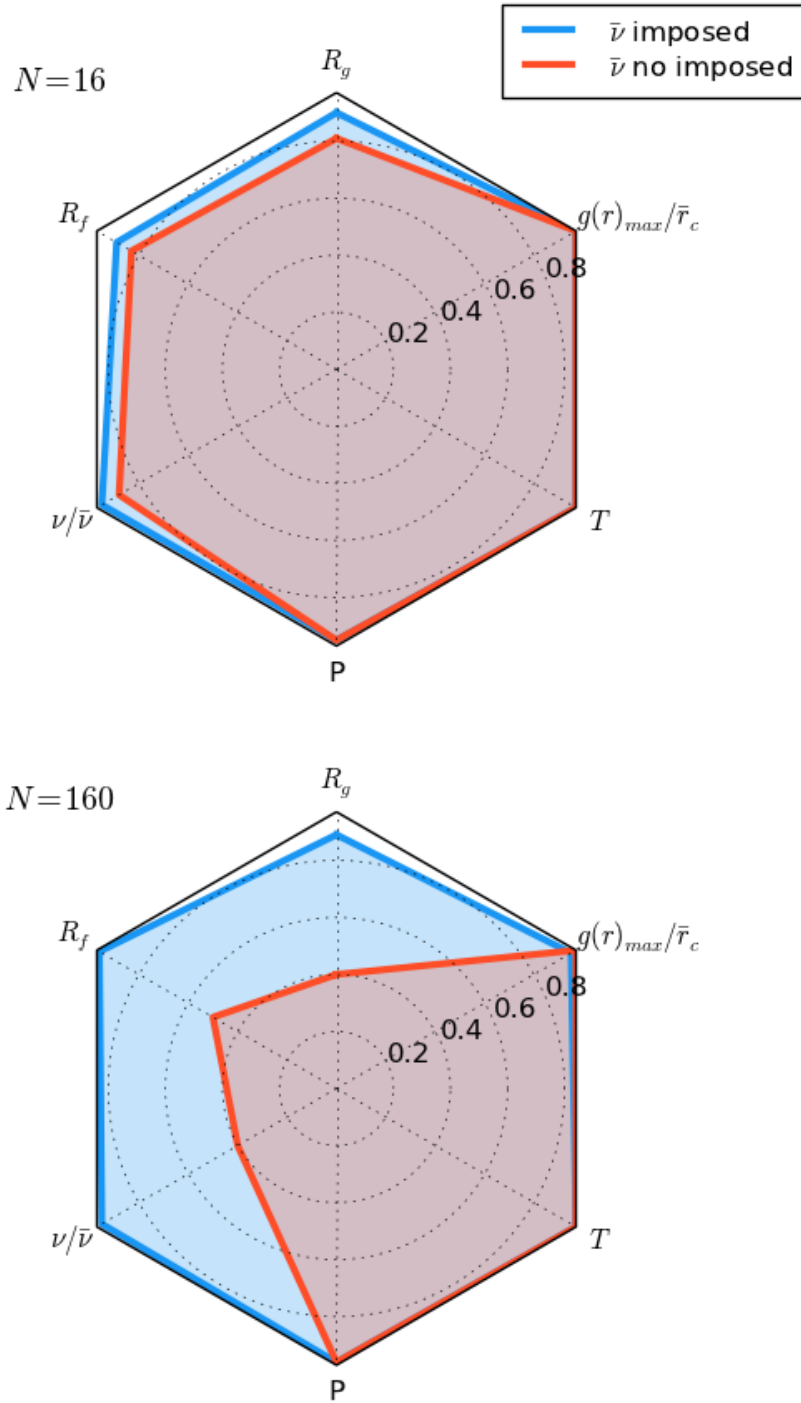 ν̄ imposed
ν̄ no imposed
N=16
R_g
R_f
g(r)_max/r̄_c
0.8
0.6
0.4
0.2
ν/ν̄
T
P
N=160
R_g
R_f
g(r)_max/r̄_c
0.8
0.6
0.4
0.2
ν/ν̄
T
P